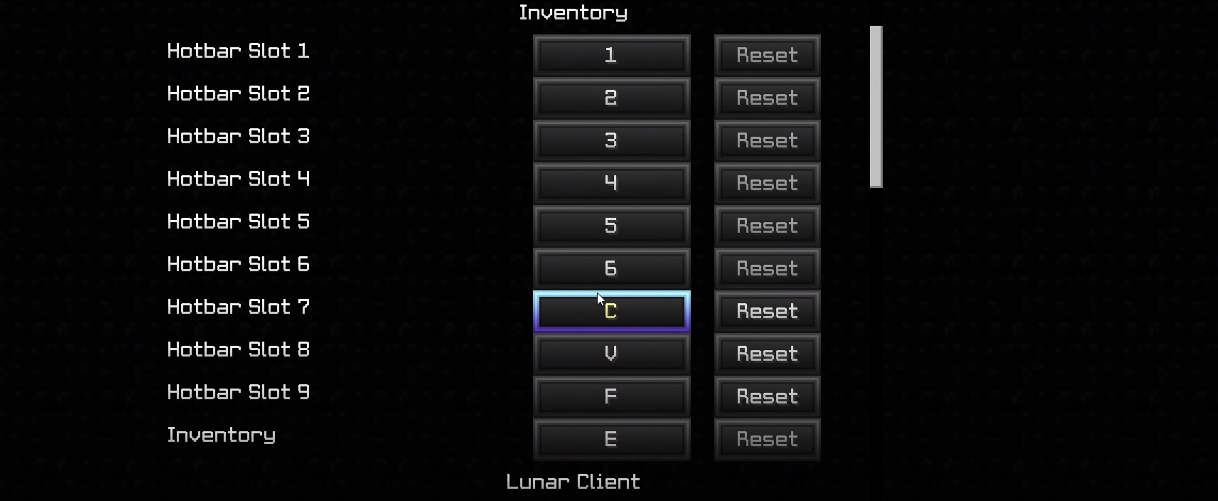 Inventory
Hotbar Slot 1 1 Reset
Hotbar Slot 2 2 Reset
Hotbar Slot 3 3 Reset
Hotbar Slot 4 4 Reset
Hotbar Slot 5 5 Reset
Hotbar Slot 6 6 Reset
Hotbar Slot 7 C Reset
Hotbar Slot 8 V Reset
Hotbar Slot 9 F Reset
Inventory E Reset
Lunar Client